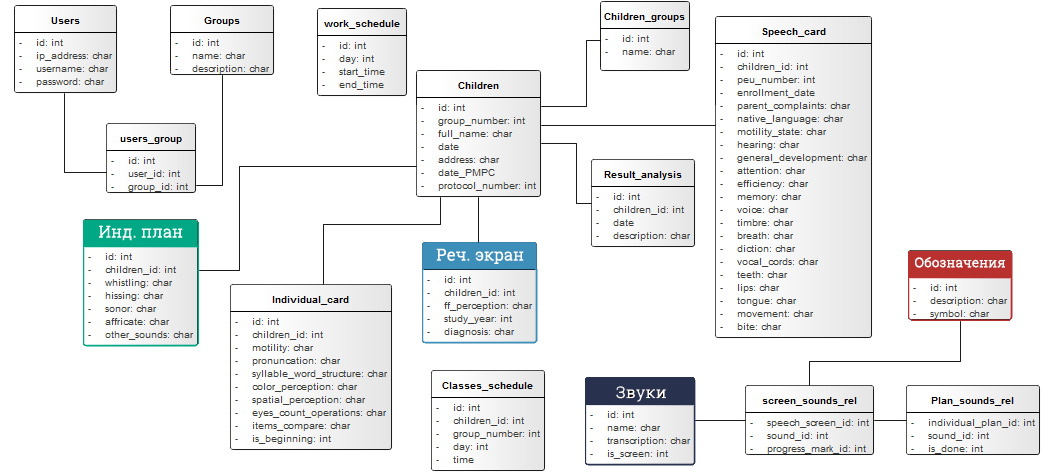 Users
- id: int
- ip_address: char
- username: char
- password: char
Groups
- id: int
- name: char
- description: char
work_schedule
- id: int
- day: int
- start_time
- end_time
Children_groups
- id: int
- name: char
Speech_card
- id: int
- children_id: int
- peu_number: int
- enrollment_date
- parent_complaints: char
- native_language: char
- motility_state: char
- hearing: char
- general_development: char
- attention: char
- efficiency: char
- memory: char
- voice: char
- timbre: char
- breath: char
- diction: char
- vocal_cords: char
- teeth: char
- lips: char
- tongue: char
- movement: char
- bite: char
Children
- id: int
- group_number: int
- full_name: char
- date
- address: char
- date_PMPC
- protocol_number: int
users_group
- id: int
- user_id: int
- group_id: int
Result_analysis
- id: int
- children_id: int
- date
- description: char
Инд. план
- id: int
- children_id: int
- whistling: char
- hissing: char
- sonor: char
- affricate: char
- other_sounds: char
Реч. экран
- id: int
- children_id: int
- ff_perception: char
- study_year: int
- diagnosis: char
Обозначения
- id: int
- description: char
- symbol: char
Individual_card
- id: int
- children_id: int
- motility: char
- pronuncation: char
- syllable_word_structure: char
- color_perception: char
- spatial_perception: char
- eyes_count_operations: char
- items_compare: char
- is_beginning: int
Classes_schedule
- id: int
- children_id: int
- group_number: int
- day: int
- time
Звуки
- id: int
- name: char
- transcription: char
- is_screen: int
screen_sounds_rel
- speech_screen_id: int
- sound_id: int
- progress_mark_id: int
Plan_sounds_rel
- individual_plan_id: int
- sound_id: int
- is_done: int